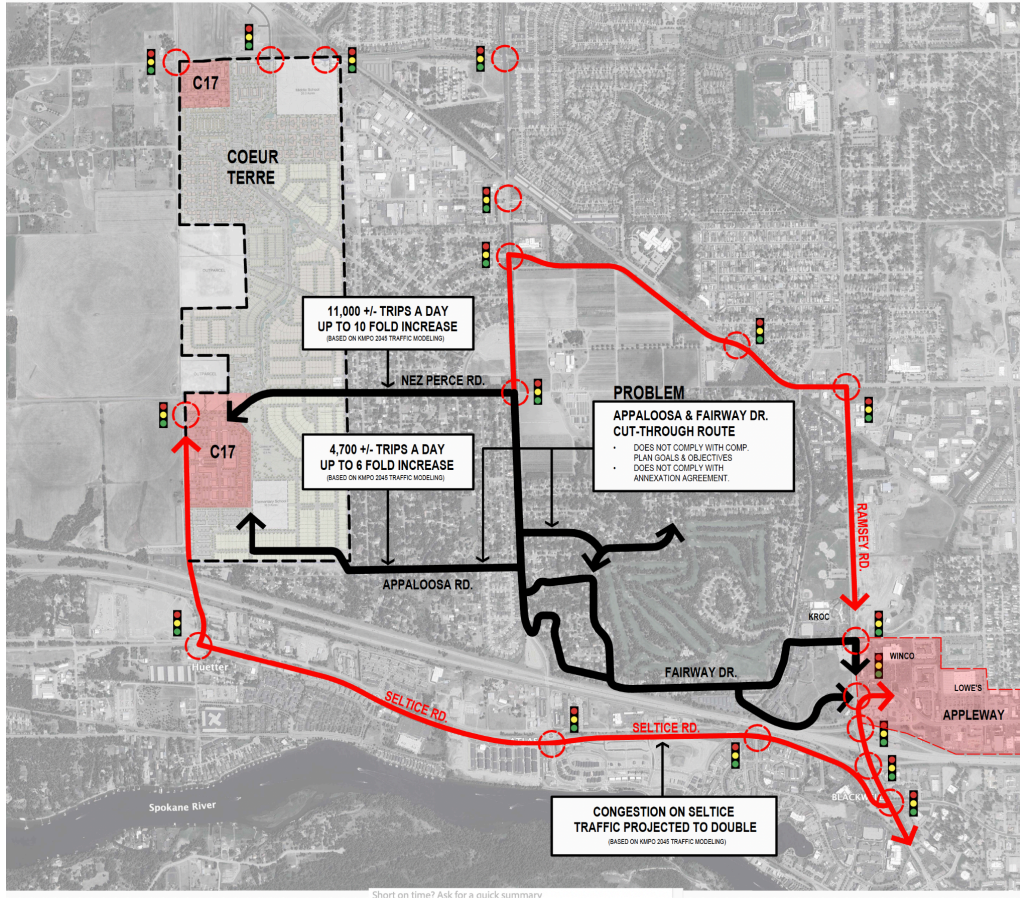 C17
COEUR
TERRE
11,000 +/- TRIPS A DAY
UP TO 10 FOLD INCREASE
(BASED ON KMPO 2045 TRAFFIC MODELING)
NEZ PERCE RD.
PROBLEM
APPALOOSA & FAIRWAY DR.
CUT-THROUGH ROUTE
• DOES NOT COMPLY WITH COMP.
PLAN GOALS & OBJECTIVES
• DOES NOT COMPLY WITH
ANNEXATION AGREEMENT.
4,700 +/- TRIPS A DAY
UP TO 6 FOLD INCREASE
(BASED ON KMPO 2045 TRAFFIC MODELING)
C17
RAMSEY RD.
APPALOOSA RD.
KROC
WINCO
Huetter
FAIRWAY DR.
LOWE'S
APPLEWAY
SELTICE RD.
SELTICE RD.
Spokane River
CONGESTION ON SELTICE
TRAFFIC PROJECTED TO DOUBLE
(BASED ON KMPO 2045 TRAFFIC MODELING)
Short on time? Ask for a quick summary